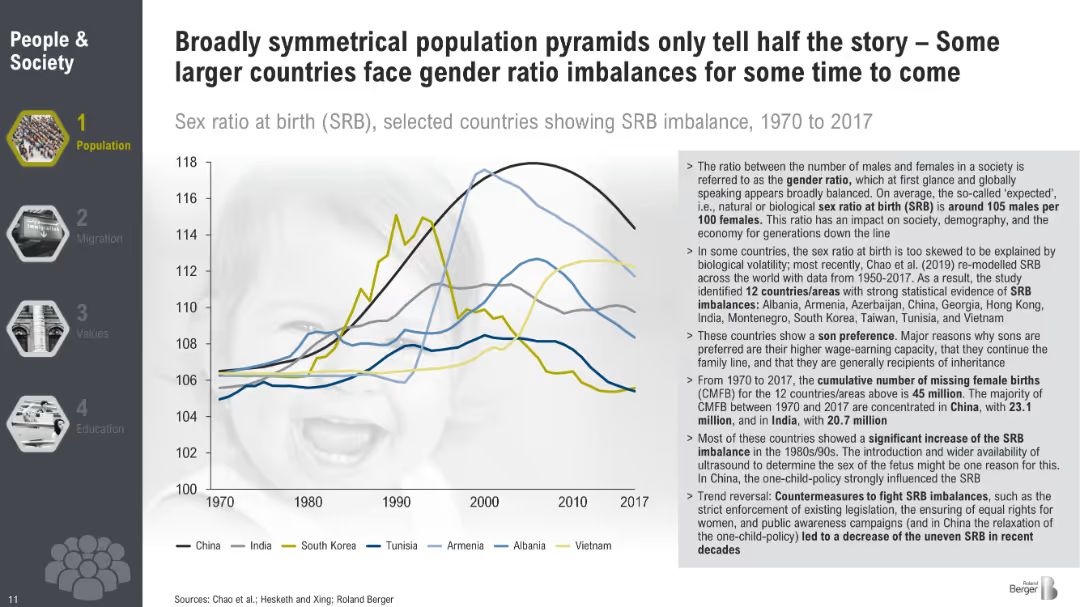 People &
Society
1
Population
2
Migration
3
Values
4
Education
11
Broadly symmetrical population pyramids only tell half the story – Some
larger countries face gender ratio imbalances for some time to come
Sex ratio at birth (SRB), selected countries showing SRB imbalance, 1970 to 2017
118
116
114
112
110
108
106
104
102
100
1970
1980
1990
2000
2010
2017
China
India
South Korea
Tunisia
Armenia
Albania
Vietnam
> The ratio between the number of males and females in a society is
referred to as the gender ratio, which at first glance and globally
speaking appears broadly balanced. On average, the so-called 'expected',
i.e., natural or biological sex ratio at birth (SRB) is around 105 males per
100 females. This ratio has an impact on society, demography, and the
economy for generations down the line
> In some countries, the sex ratio at birth is too skewed to be explained by
biological volatility; most recently, Chao et al. (2019) re-modelled SRB
across the world with data from 1950-2017. As a result, the study
identified 12 countries/areas with strong statistical evidence of SRB
imbalances: Albania, Armenia, Azerbaijan, China, Georgia, Hong Kong,
India, Montenegro, South Korea, Taiwan, Tunisia, and Vietnam
> These countries show a son preference. Major reasons why sons are
preferred are their higher wage-earning capacity, that they continue the
family line, and that they are generally recipients of inheritance
> From 1970 to 2017, the cumulative number of missing female births
(CMFB) for the 12 countries/areas above is 45 million. The majority of
CMFB between 1970 and 2017 are concentrated in China, with 23.1
million, and in India, with 20.7 million
> Most of these countries showed a significant increase of the SRB
imbalance in the 1980s/90s. The introduction and wider availability of
ultrasound to determine the sex of the fetus might be one reason for this.
In China, the one-child-policy strongly influenced the SRB
> Trend reversal: Countermeasures to fight SRB imbalances, such as the
strict enforcement of existing legislation, the ensuring of equal rights for
women, and public awareness campaigns (and in China the relaxation of
the one-child-policy) led to a decrease of the uneven SRB in recent
decades
Sources: Chao et al.; Hesketh and Xing; Roland Berger
Roland
Berger